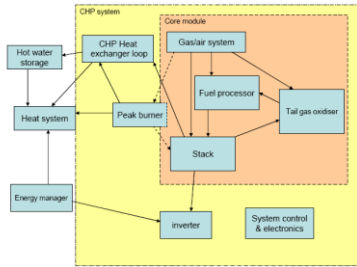 CHP system
Core module
Gas/air system
Hot water
storage
CHP Heat
exchanger loop
Fuel processor
Tail gas oxidiser
Heat system
Peak burner
Stack
Energy manager
inverter
System control
& electronics